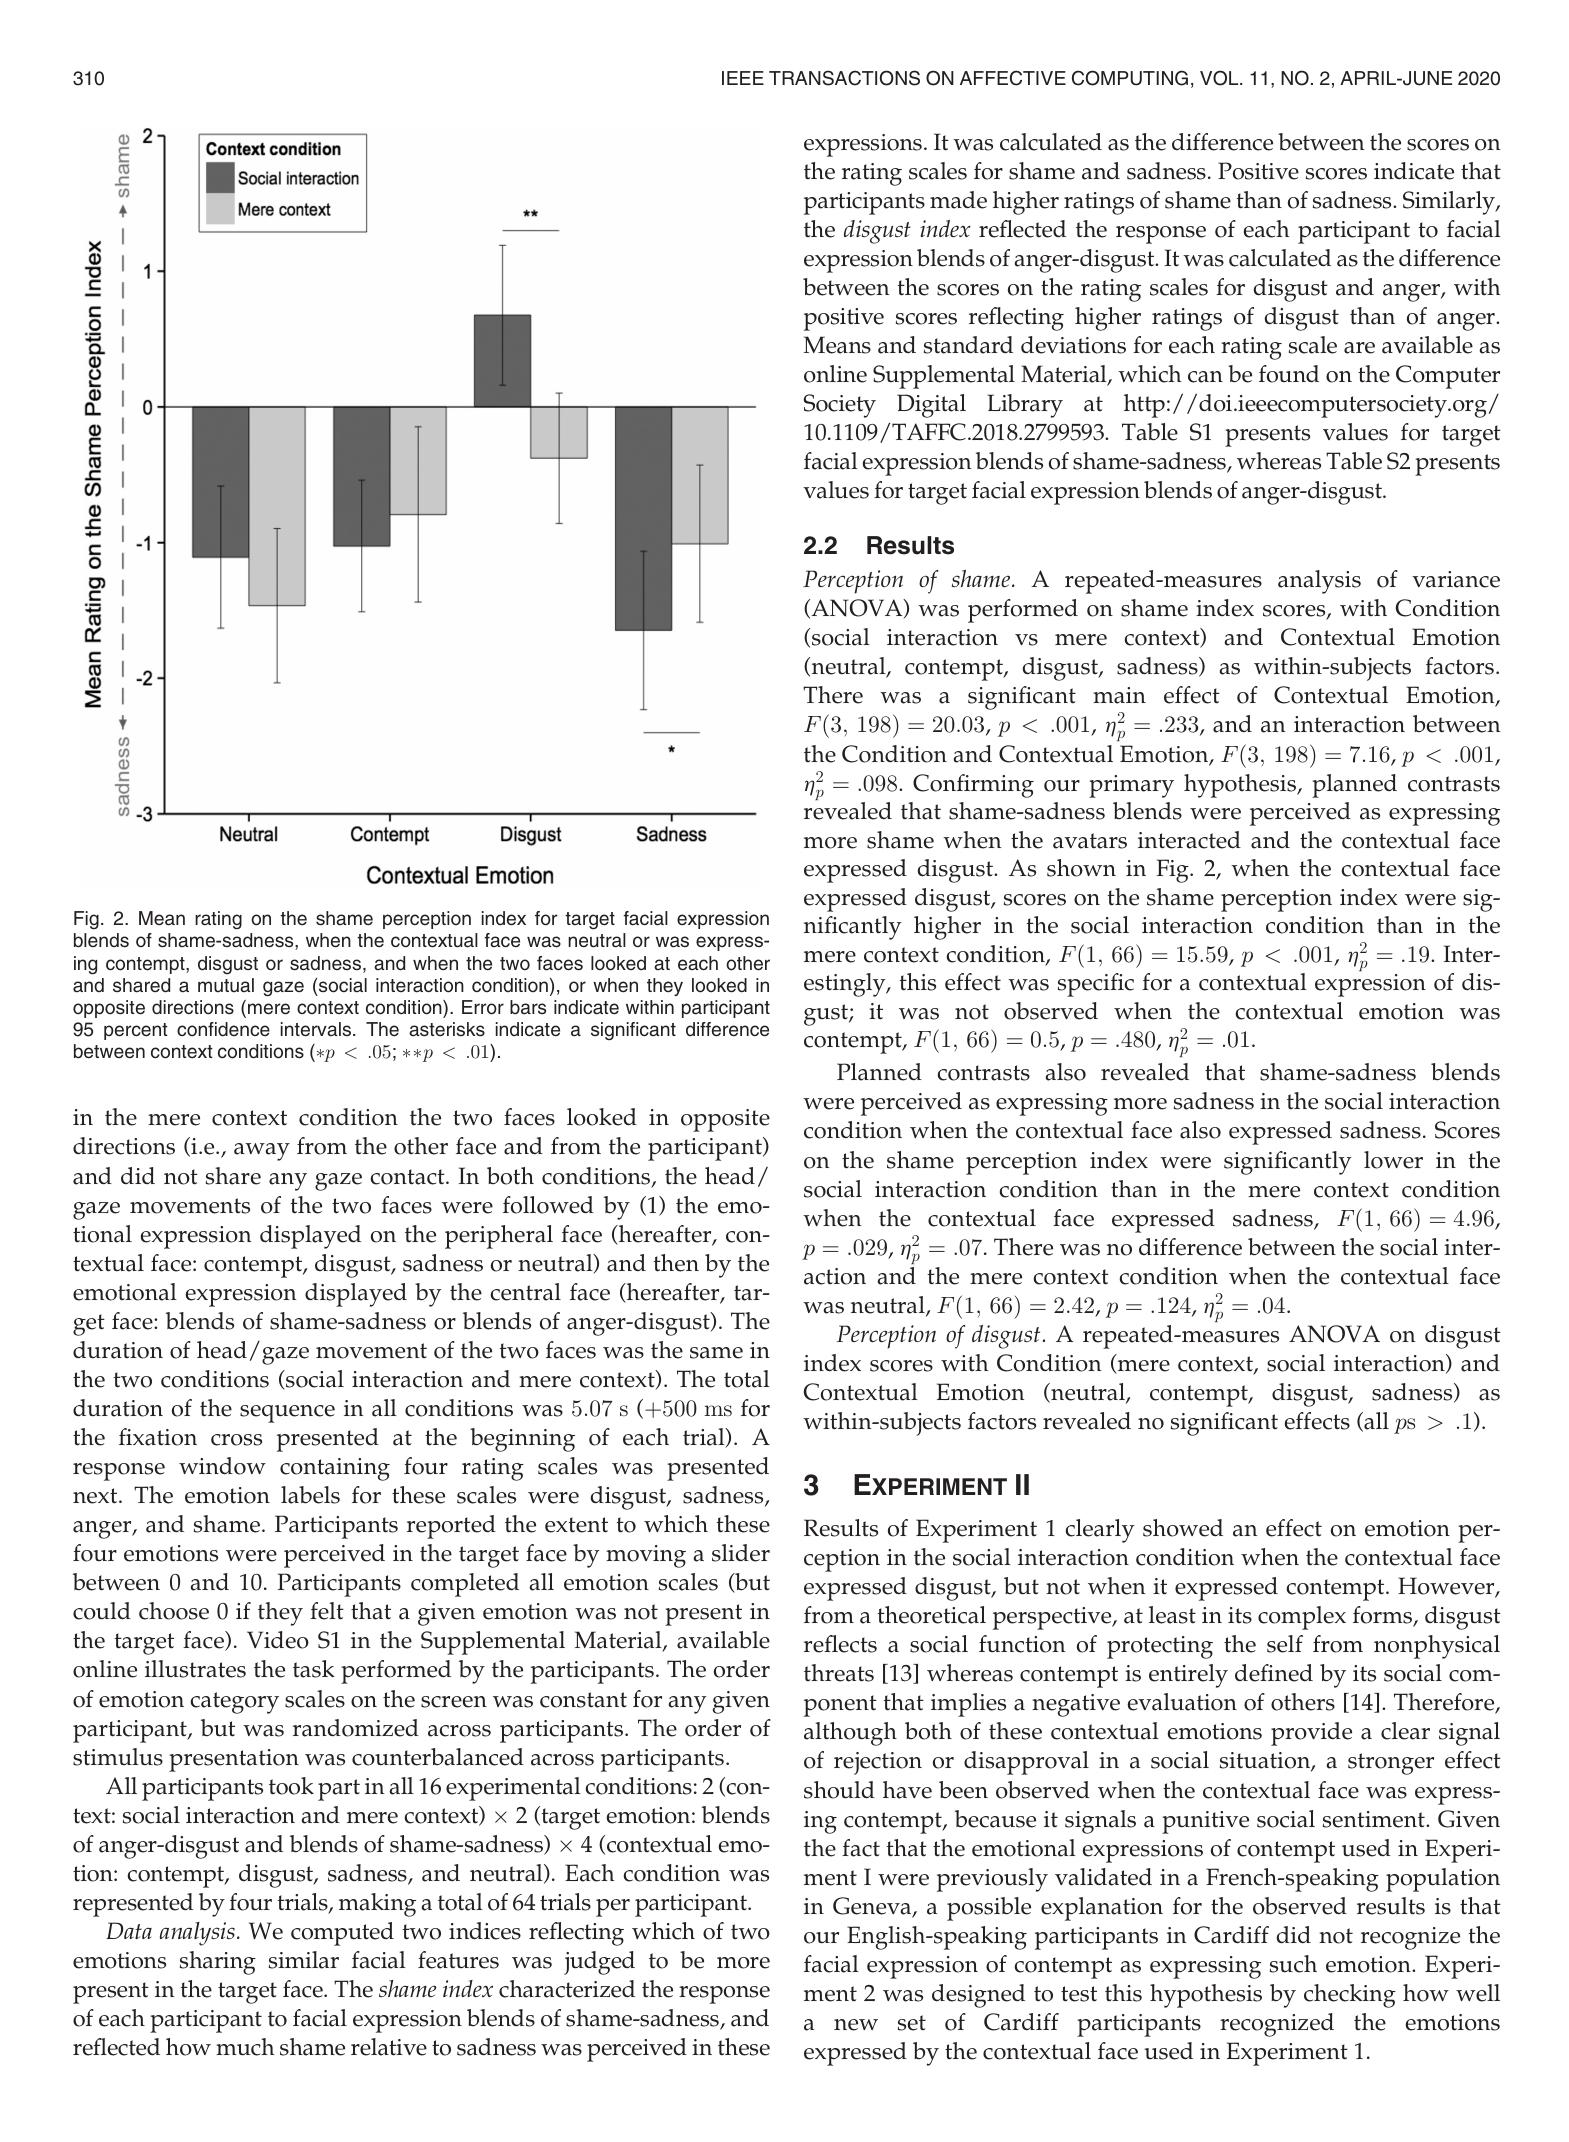 310
IEEE TRANSACTIONS ON AFFECTIVE COMPUTING, VOL. 11, NO. 2, APRIL-JUNE 2020
Mean Rating on the Shame Perception Index
sadness
shame
2
1
0
-1
-2
-3
Context condition
Social interaction
Mere context
**
*
Neutral
Contempt
Disgust
Sadness
Contextual Emotion
Fig. 2. Mean rating on the shame perception index for target facial expression
blends of shame-sadness, when the contextual face was neutral or was express-
ing contempt, disgust or sadness, and when the two faces looked at each other
and shared a mutual gaze (social interaction condition), or when they looked in
opposite directions (mere context condition). Error bars indicate within participant
95 percent confidence intervals. The asterisks indicate a significant difference
between context conditions (∗p < .05; ∗∗p < .01).
in the mere context condition the two faces looked in opposite
directions (i.e., away from the other face and from the participant)
and did not share any gaze contact. In both conditions, the head/
gaze movements of the two faces were followed by (1) the emo-
tional expression displayed on the peripheral face (hereafter, con-
textual face: contempt, disgust, sadness or neutral) and then by the
emotional expression displayed by the central face (hereafter, tar-
get face: blends of shame-sadness or blends of anger-disgust). The
duration of head/gaze movement of the two faces was the same in
the two conditions (social interaction and mere context). The total
duration of the sequence in all conditions was 5.07 s (+500 ms for
the fixation cross presented at the beginning of each trial). A
response window containing four rating scales was presented
next. The emotion labels for these scales were disgust, sadness,
anger, and shame. Participants reported the extent to which these
four emotions were perceived in the target face by moving a slider
between 0 and 10. Participants completed all emotion scales (but
could choose 0 if they felt that a given emotion was not present in
the target face). Video S1 in the Supplemental Material, available
online illustrates the task performed by the participants. The order
of emotion category scales on the screen was constant for any given
participant, but was randomized across participants. The order of
stimulus presentation was counterbalanced across participants.
All participants took part in all 16 experimental conditions: 2 (con-
text: social interaction and mere context) × 2 (target emotion: blends
of anger-disgust and blends of shame-sadness) × 4 (contextual emo-
tion: contempt, disgust, sadness, and neutral). Each condition was
represented by four trials, making a total of 64 trials per participant.
Data analysis. We computed two indices reflecting which of two
emotions sharing similar facial features was judged to be more
present in the target face. The shame index characterized the response
of each participant to facial expression blends of shame-sadness, and
reflected how much shame relative to sadness was perceived in these
expressions. It was calculated as the difference between the scores on
the rating scales for shame and sadness. Positive scores indicate that
participants made higher ratings of shame than of sadness. Similarly,
the disgust index reflected the response of each participant to facial
expression blends of anger-disgust. It was calculated as the difference
between the scores on the rating scales for disgust and anger, with
positive scores reflecting higher ratings of disgust than of anger.
Means and standard deviations for each rating scale are available as
online Supplemental Material, which can be found on the Computer
Society Digital Library at http://doi.ieeecomputersociety.org/
10.1109/TAFFC.2018.2799593. Table S1 presents values for target
facial expression blends of shame-sadness, whereas Table S2 presents
values for target facial expression blends of anger-disgust.
2.2 Results
Perception of shame. A repeated-measures analysis of variance
(ANOVA) was performed on shame index scores, with Condition
(social interaction vs mere context) and Contextual Emotion
(neutral, contempt, disgust, sadness) as within-subjects factors.
There was a significant main effect of Contextual Emotion,
F(3, 198) = 20.03, p < .001, η²p = .233, and an interaction between
the Condition and Contextual Emotion, F(3, 198) = 7.16, p < .001,
η²p = .098. Confirming our primary hypothesis, planned contrasts
revealed that shame-sadness blends were perceived as expressing
more shame when the avatars interacted and the contextual face
expressed disgust. As shown in Fig. 2, when the contextual face
expressed disgust, scores on the shame perception index were sig-
nificantly higher in the social interaction condition than in the
mere context condition, F(1, 66) = 15.59, p < .001, η²p = .19. Inter-
estingly, this effect was specific for a contextual expression of dis-
gust; it was not observed when the contextual emotion was
contempt, F(1, 66) = 0.5, p = .480, η²p = .01.
Planned contrasts also revealed that shame-sadness blends
were perceived as expressing more sadness in the social interaction
condition when the contextual face also expressed sadness. Scores
on the shame perception index were significantly lower in the
social interaction condition than in the mere context condition
when the contextual face expressed sadness, F(1, 66) = 4.96,
p = .029, η²p = .07. There was no difference between the social inter-
action and the mere context condition when the contextual face
was neutral, F(1, 66) = 2.42, p = .124, η²p = .04.
Perception of disgust. A repeated-measures ANOVA on disgust
index scores with Condition (mere context, social interaction) and
Contextual Emotion (neutral, contempt, disgust, sadness) as
within-subjects factors revealed no significant effects (all ps > .1).
3 EXPERIMENT II
Results of Experiment 1 clearly showed an effect on emotion per-
ception in the social interaction condition when the contextual face
expressed disgust, but not when it expressed contempt. However,
from a theoretical perspective, at least in its complex forms, disgust
reflects a social function of protecting the self from nonphysical
threats [13] whereas contempt is entirely defined by its social com-
ponent that implies a negative evaluation of others [14]. Therefore,
although both of these contextual emotions provide a clear signal
of rejection or disapproval in a social situation, a stronger effect
should have been observed when the contextual face was express-
ing contempt, because it signals a punitive social sentiment. Given
the fact that the emotional expressions of contempt used in Experi-
ment I were previously validated in a French-speaking population
in Geneva, a possible explanation for the observed results is that
our English-speaking participants in Cardiff did not recognize the
facial expression of contempt as expressing such emotion. Experi-
ment 2 was designed to test this hypothesis by checking how well
a new set of Cardiff participants recognized the emotions
expressed by the contextual face used in Experiment 1.